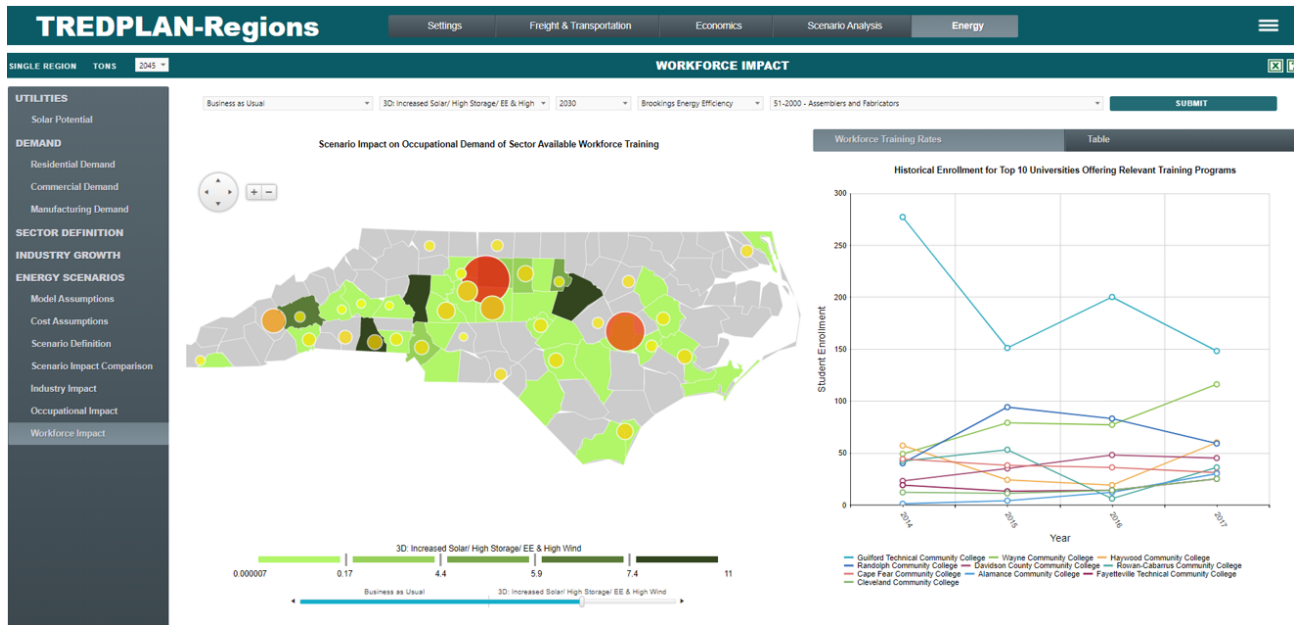 TREDPLAN-Regions
Settings
Freight & Transportation
Economics
Scenario Analysis
Energy
SINGLE REGION TONS 2045
WORKFORCE IMPACT
UTILITIES
Solar Potential
DEMAND
Residential Demand
Commercial Demand
Manufacturing Demand
SECTOR DEFINITION
INDUSTRY GROWTH
ENERGY SCENARIOS
Model Assumptions
Cost Assumptions
Scenario Definition
Scenario Impact Comparison
Industry Impact
Occupational Impact
Workforce Impact
Business as Usual
3D: Increased Solar/ High Storage/ EE & High
2030
Brookings Energy Efficiency
51-2000 - Assemblers and Fabricators
SUBMIT
Scenario Impact on Occupational Demand of Sector Available Workforce Training
+ −
3D: Increased Solar/ High Storage/ EE & High Wind
0.000007 0.17 4.4 5.9 7.4 11
Business as Usual 3D: Increased Solar/ High Storage/ EE & High Wind
Workforce Training Rates
Table
Historical Enrollment for Top 10 Universities Offering Relevant Training Programs
Student Enrollment
300
250
200
150
100
50
0
2014 2015 2016 2017
Year
Guilford Technical Community College Wayne Community College Haywood Community College
Randolph Community College Davidson County Community College Rowan-Cabarrus Community College
Cape Fear Community College Alamance Community College Fayetteville Technical Community College
Cleveland Community College